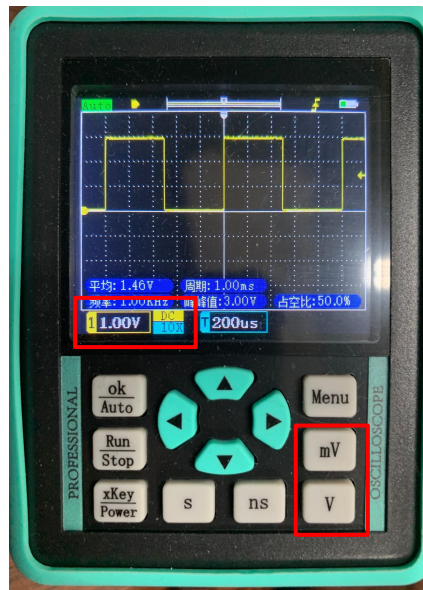 Auto
平均: 1.46V 周期: 1.00ms
频率: 1.00KHz 峰峰值: 3.00V 占空比: 50.0%
1 1.00V DC 10X T 200us
ok Auto
Menu
Run Stop
mV
xKey Power
s
ns
V
PROFESSIONAL
OSCILLOSCOPE